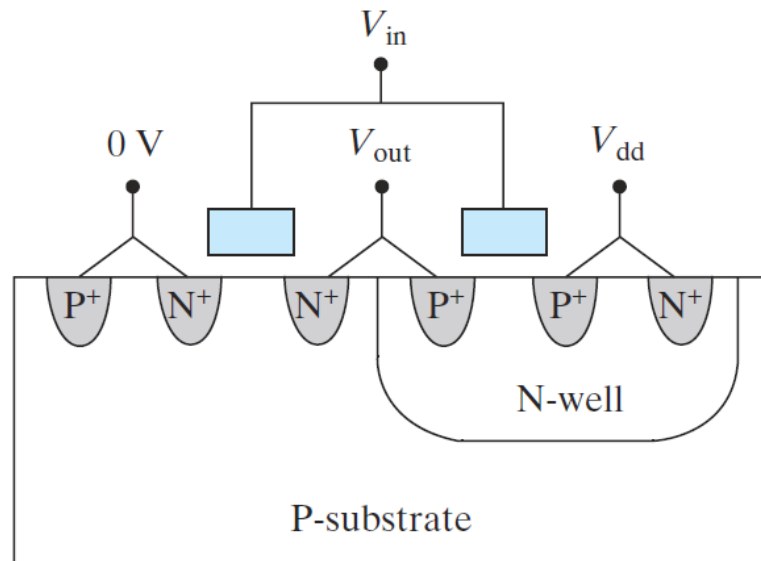 V_in
0 V
V_out
V_dd
P+ N+ N+ P+ P+ N+
N-well
P-substrate